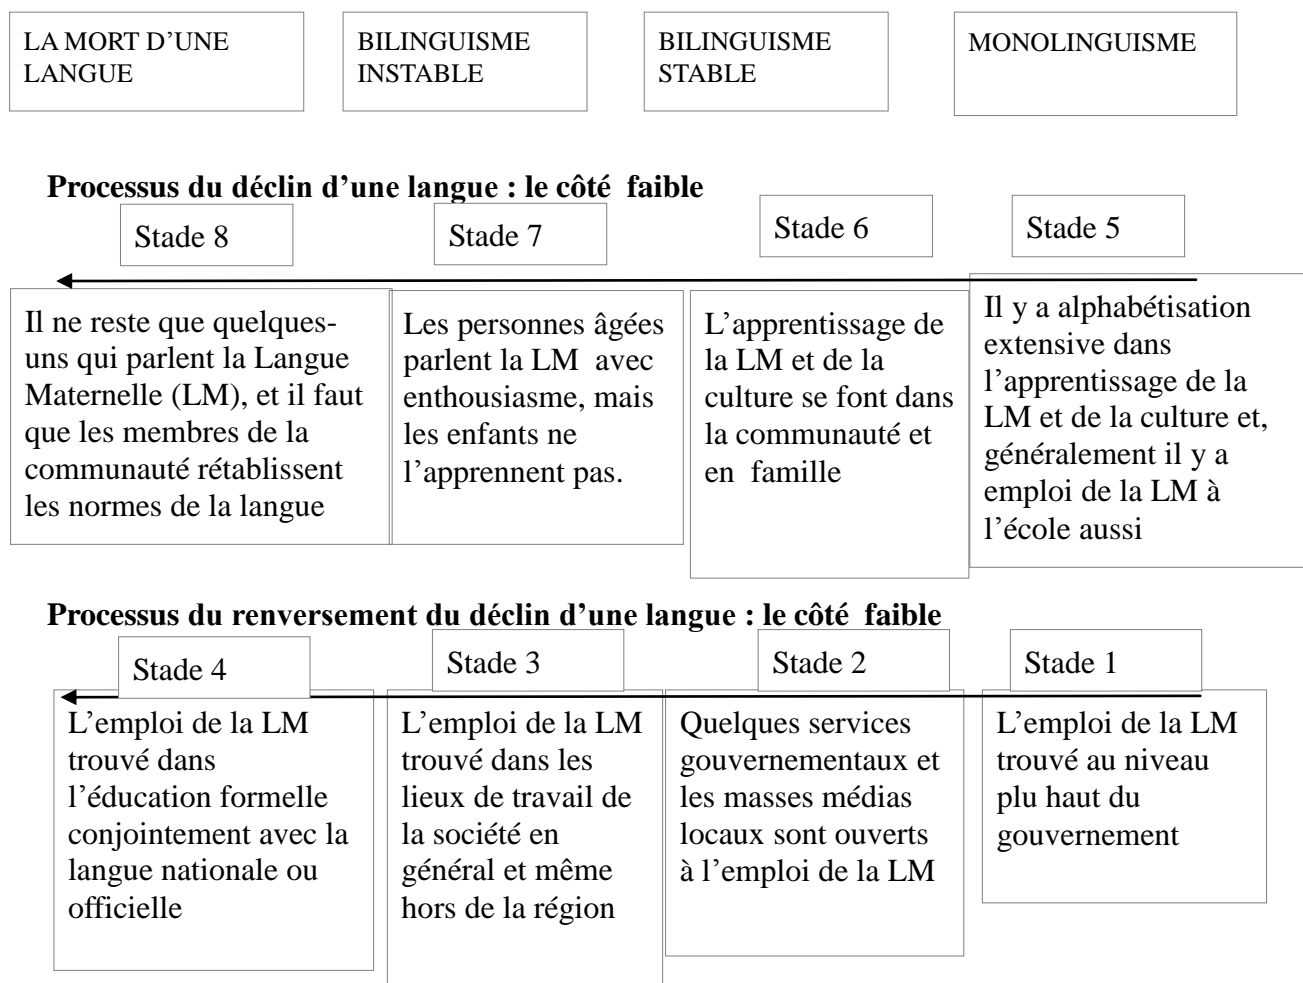 LA MORT D’UNE
LANGUE
BILINGUISME
INSTABLE
BILINGUISME
STABLE
MONOLINGUISME
Processus du déclin d’une langue : le côté faible
Stade 8
Stade 7
Stade 6
Stade 5
Il ne reste que quelques-
uns qui parlent la Langue
Maternelle (LM), et il faut
que les membres de la
communauté rétablissent
les normes de la langue
Les personnes âgées
parlent la LM avec
enthousiasme, mais
les enfants ne
l’apprennent pas.
L’apprentissage de
la LM et de la
culture se font dans
la communauté et
en famille
Il y a alphabétisation
extensive dans
l’apprentissage de la
LM et de la culture et,
généralement il y a
emploi de la LM à
l’école aussi
Processus du renversement du déclin d’une langue : le côté faible
Stade 4
Stade 3
Stade 2
Stade 1
L’emploi de la LM
trouvé dans
l’éducation formelle
conjointement avec la
langue nationale ou
officielle
L’emploi de la LM
trouvé dans les
lieux de travail de
la société en
général et même
hors de la région
Quelques services
gouvernementaux et
les masses médias
locaux sont ouverts
à l’emploi de la LM
L’emploi de la LM
trouvé au niveau
plu haut du
gouvernement